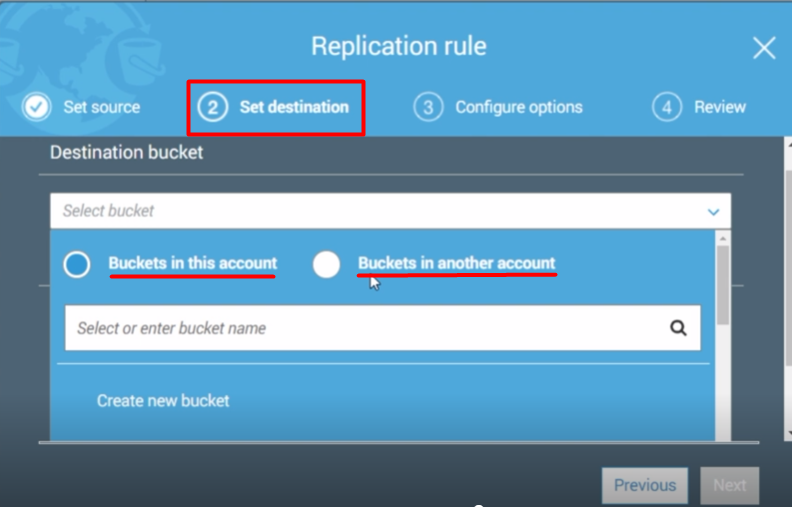 Replication rule
Set source
2 Set destination
3 Configure options
4 Review
Destination bucket
Select bucket
Buckets in this account
Buckets in another account
Select or enter bucket name
Create new bucket
Previous
Next